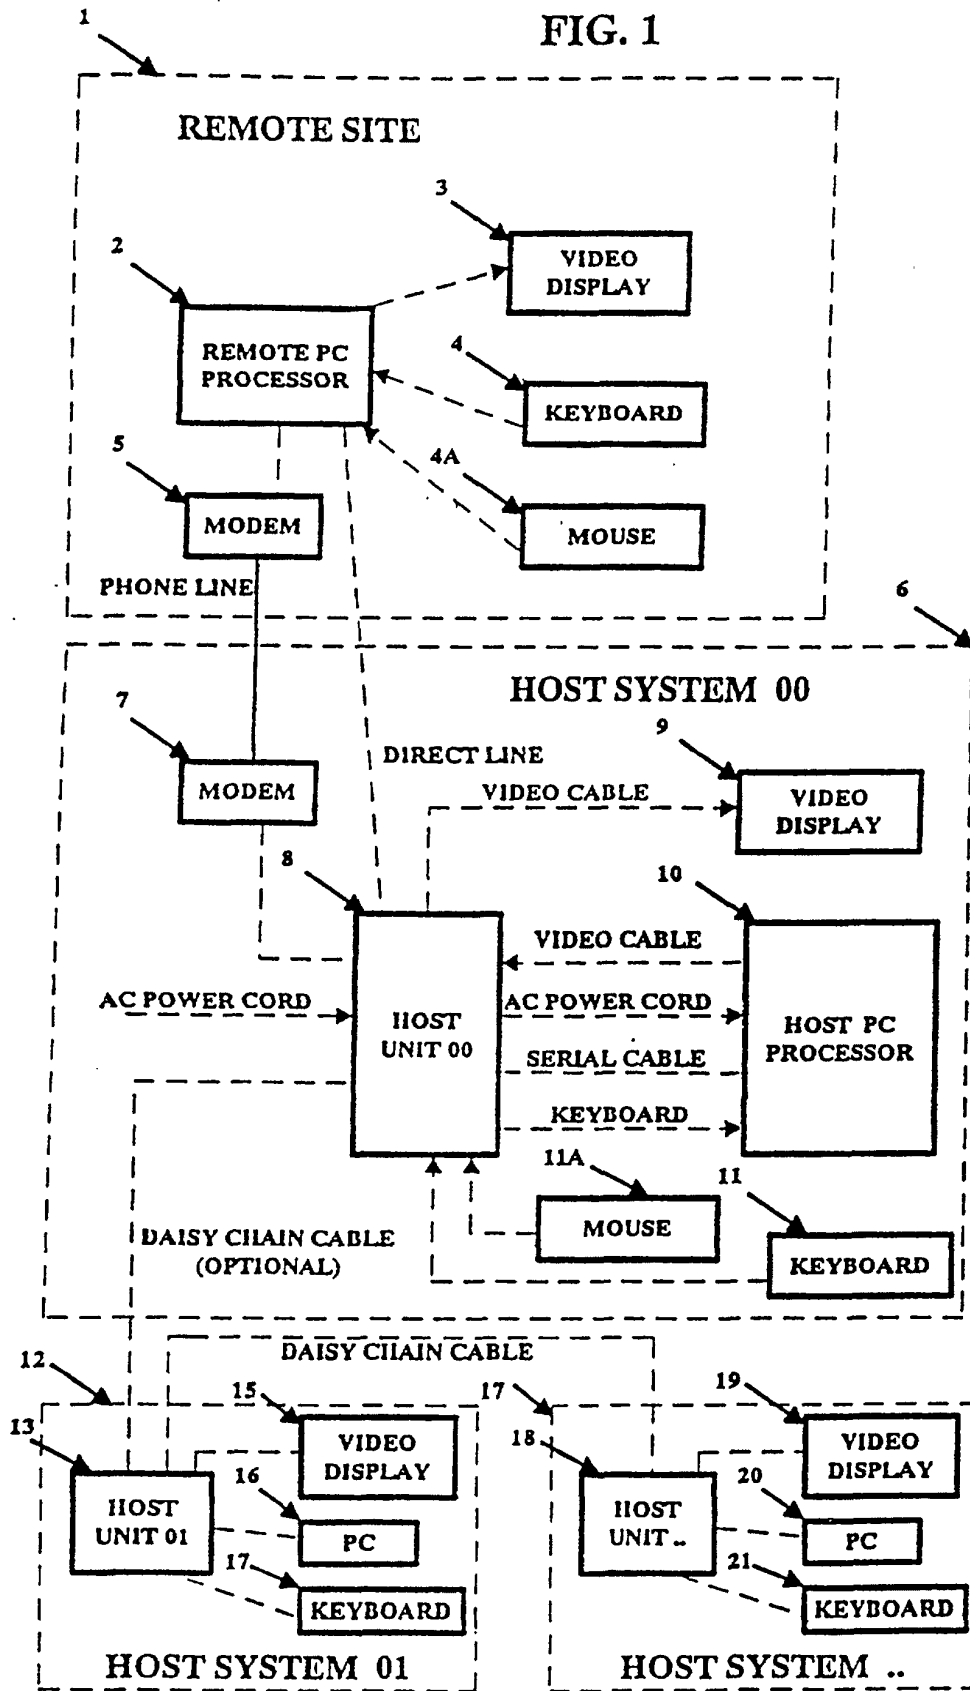 FIG. 1
1
REMOTE SITE
3
VIDEO
DISPLAY
2
REMOTE PC
PROCESSOR
4
KEYBOARD
4A
MOUSE
5
MODEM
PHONE LINE
6
HOST SYSTEM 00
7
MODEM
DIRECT LINE
VIDEO CABLE
9
VIDEO
DISPLAY
8
HOST
UNIT 00
10
HOST PC
PROCESSOR
VIDEO CABLE
AC POWER CORD
AC POWER CORD
SERIAL CABLE
KEYBOARD
11A
MOUSE
11
KEYBOARD
DAISY CHAIN CABLE
(OPTIONAL)
DAISY CHAIN CABLE
12
13
HOST
UNIT 01
15
VIDEO
DISPLAY
16
PC
17
KEYBOARD
HOST SYSTEM 01
17
18
HOST
UNIT ..
19
VIDEO
DISPLAY
20
PC
21
KEYBOARD
HOST SYSTEM ..